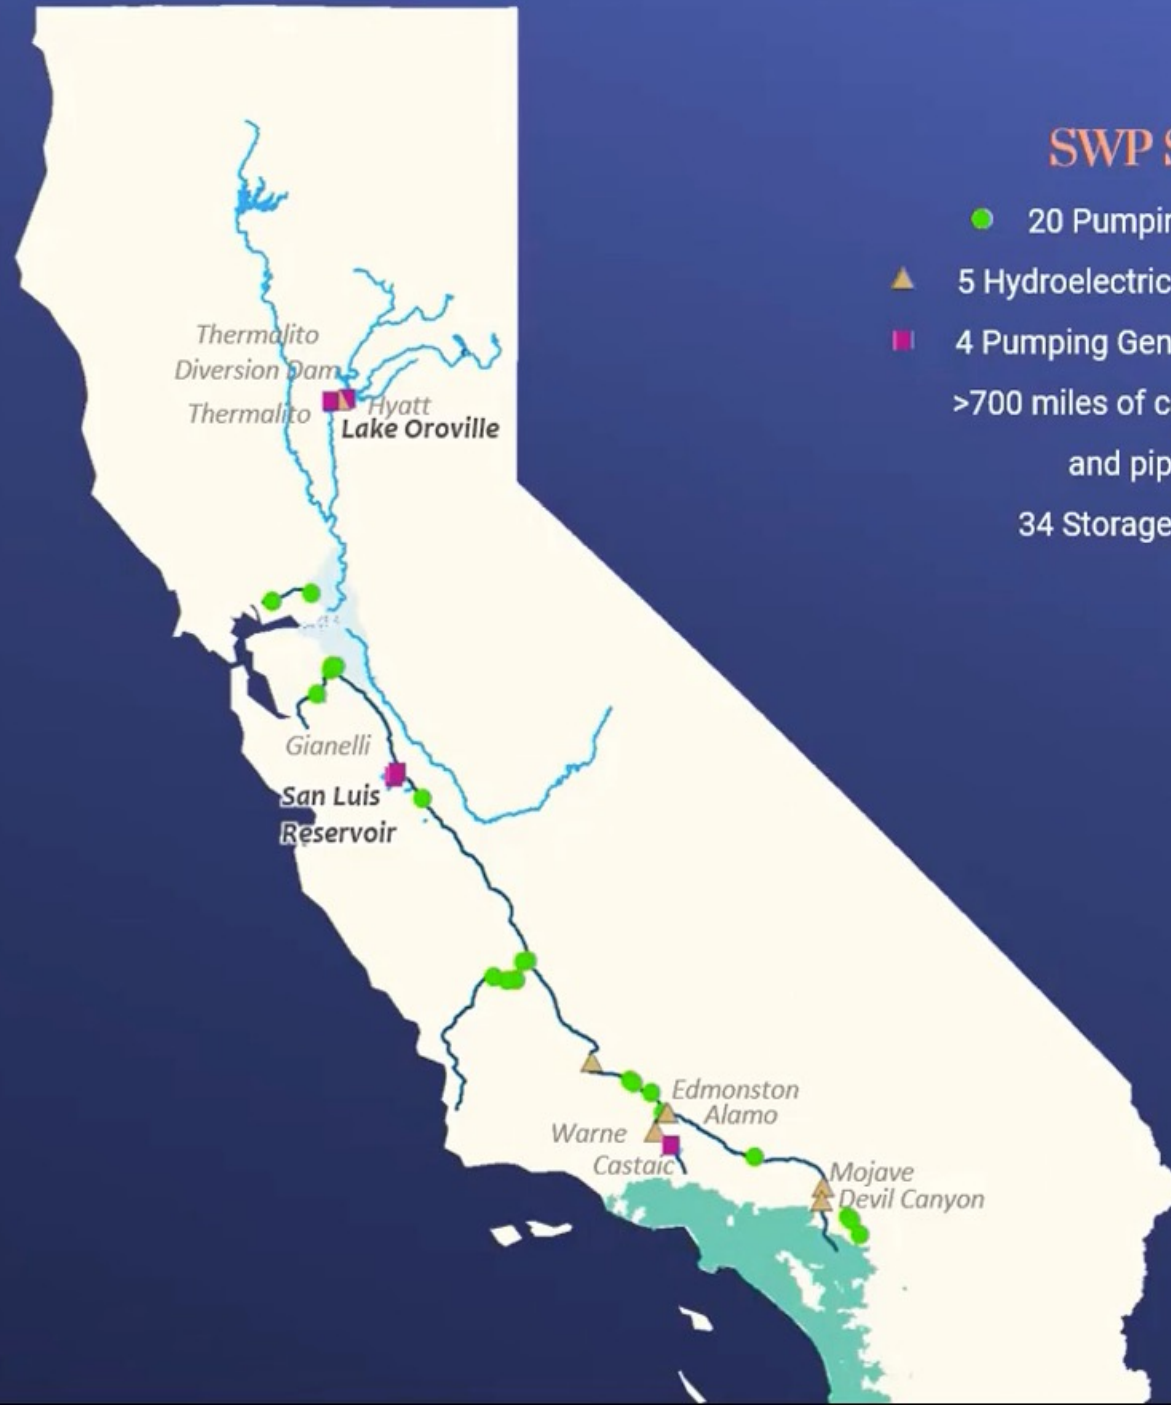 SWP S
20 Pumpin
5 Hydroelectric
4 Pumping Gen
>700 miles of c
and pip
34 Storage
Thermalito
Diversion Dam
Thermalito
Hyatt
Lake Oroville
Gianelli
San Luis
Reservoir
Edmonston
Alamo
Warne
Castaic
Mojave
Devil Canyon